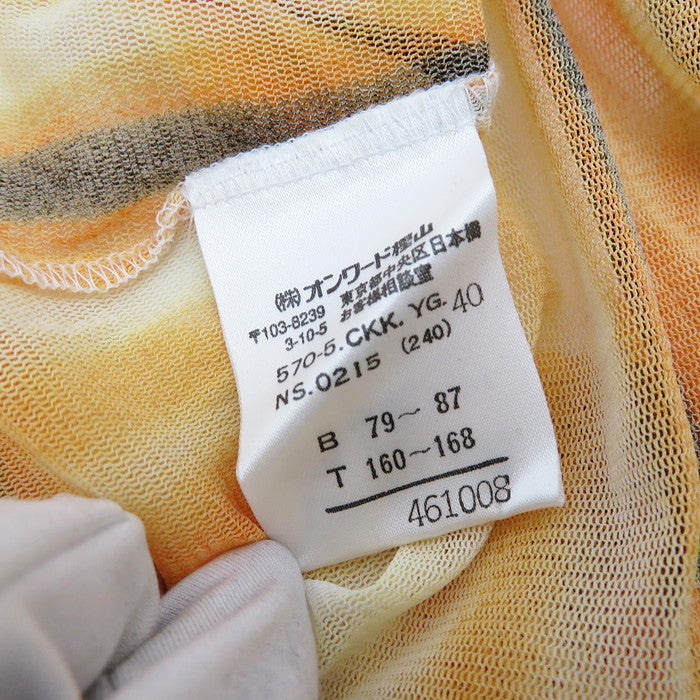 (株)オンワード樫山
〒103-8239 東京都中央区日本橋
3-10-5 お客様相談室
570-5.CKK. YG. 40
NS.0215 (240)
B 79～ 87
T 160～168
461008